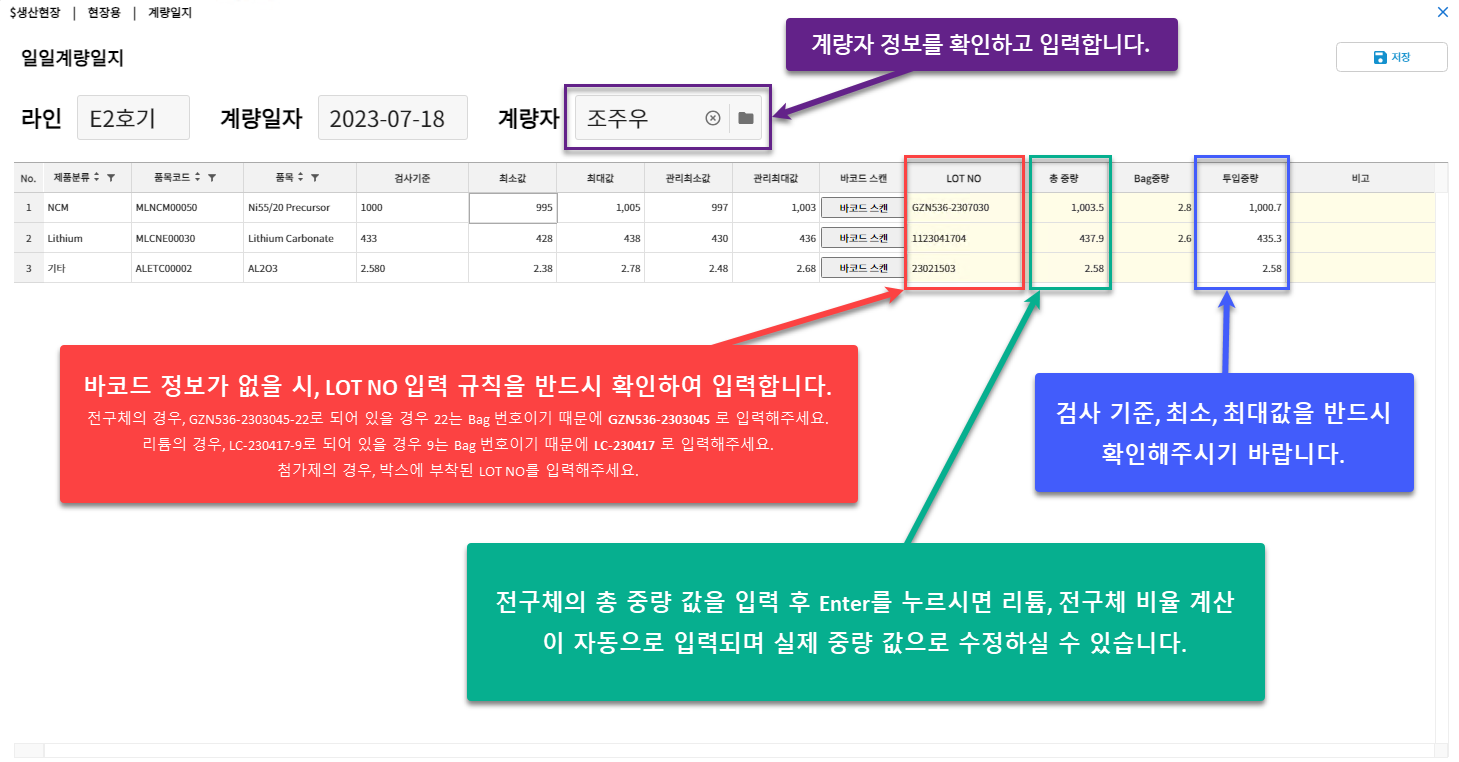 $생산현장 | 현장용 | 계량일지
계량자 정보를 확인하고 입력합니다.
일일계량일지
저장
라인 E2호기 계량일자 2023-07-18 계량자 조주우
No. 제품분류 품목코드 품목 검사기준 최소값 최대값 관리최소값 관리최대값 바코드 스캔 LOT NO 총 중량 Bag중량 투입중량 비고
1 NCM MLNCM00050 Ni55/20 Precursor 1000 995 1,005 997 1,003 바코드 스캔 GZN536-2307030 1,003.5 2.8 1,000.7
2 Lithium MLCNE00030 Lithium Carbonate 433 428 438 430 436 바코드 스캔 1123041704 437.9 2.6 435.3
3 기타 ALETC00002 AL2O3 2.580 2.38 2.78 2.48 2.68 바코드 스캔 23021503 2.58 2.58
바코드 정보가 없을 시, LOT NO 입력 규칙을 반드시 확인하여 입력합니다.
전구체의 경우, GZN536-2303045-22로 되어 있을 경우 22는 Bag 번호이기 때문에 GZN536-2303045 로 입력해주세요.
리튬의 경우, LC-230417-9로 되어 있을 경우 9는 Bag 번호이기 때문에 LC-230417 로 입력해주세요.
첨가제의 경우, 박스에 부착된 LOT NO를 입력해주세요.
검사 기준, 최소, 최대값을 반드시
확인해주시기 바랍니다.
전구체의 총 중량 값을 입력 후 Enter를 누르시면 리튬, 전구체 비율 계산
이 자동으로 입력되며 실제 중량 값으로 수정하실 수 있습니다.